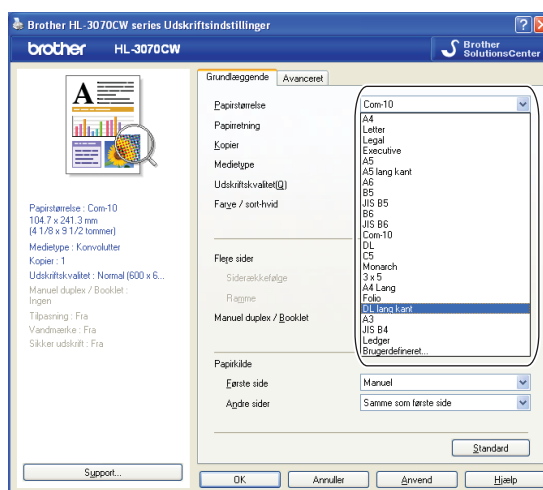 Brother HL-3070CW series Udskriftsindstillinger
brother HL-3070CW
Brother
SolutionsCenter
Grundlæggende Avanceret
Papirstørrelse : Com-10
104.7 x 241.3 mm
(4 1/8 x 9 1/2 tommer)
Medietype : Konvolutter
Kopier : 1
Udskriftskvalitet : Normal (600 x 6...
Manuel duplex / Booklet :
Ingen
Tilpasning : Fra
Vandmærke : Fra
Sikker udskrift : Fra
Support...
Papirstørrelse
Com-10
Papirretning
Kopier
Medietype
Udskriftskvalitet(Q)
Farve / sort-hvid
A4
Letter
Legal
Executive
A5
A5 lang kant
A6
B5
JIS B5
B6
JIS B6
Com-10
DL
C5
Monarch
3 x 5
A4 Lang
Folio
DL lang kant
A3
JIS B4
Ledger
Brugerdefineret...
Flere sider
Siderækkefølge
Flamme
Manuel duplex / Booklet
Papirkilde
Første side Manuel
Andre sider Samme som første side
Standard
OK Annuller Anvend Hjælp